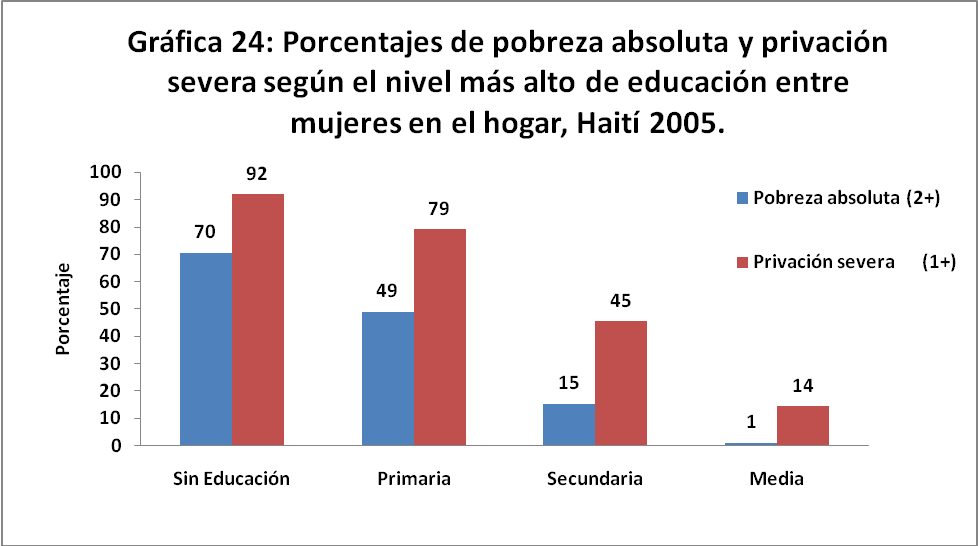 Gráfica 24: Porcentajes de pobreza absoluta y privación
severa según el nivel más alto de educación entre
mujeres en el hogar, Haití 2005.
Porcentaje
100
90
80
70
60
50
40
30
20
10
0
70
92
49
79
15
45
1
14
Sin Educación
Primaria
Secundaria
Media
Pobreza absoluta (2+)
Privación severa (1+)